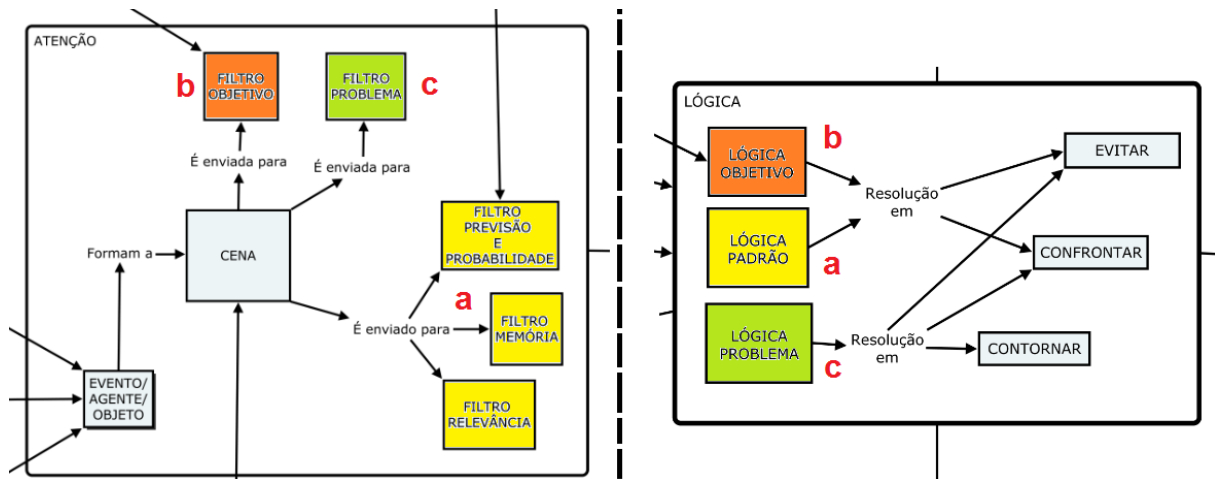 ATENÇÃO
FILTRO
OBJETIVO
b
FILTRO
PROBLEMA
c
É enviada para
É enviada para
FILTRO
PREVISÃO
E
PROBABILIDADE
Formam a
CENA
a
É enviado para
FILTRO
MEMÓRIA
EVENTO/
AGENTE/
OBJETO
FILTRO
RELEVÂNCIA
LÓGICA
LÓGICA
OBJETIVO
b
EVITAR
Resolução
em
LÓGICA
PADRÃO
a
CONFRONTAR
LÓGICA
PROBLEMA
c
Resolução
em
CONTORNAR